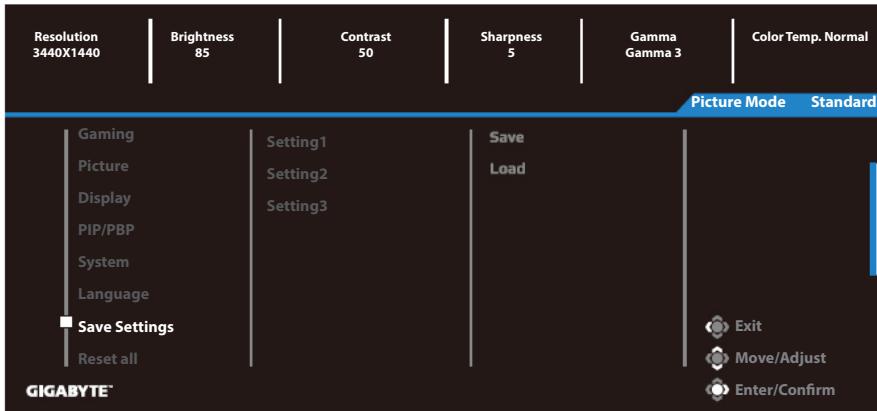 Resolution
3440X1440
Brightness
85
Contrast
50
Sharpness
5
Gamma
Gamma 3
Color Temp. Normal
Picture Mode Standard
Gaming
Picture
Display
PIP/PBP
System
Language
Save Settings
Reset all
Setting1
Setting2
Setting3
Save
Load
Exit
Move/Adjust
Enter/Confirm
GIGABYTE™